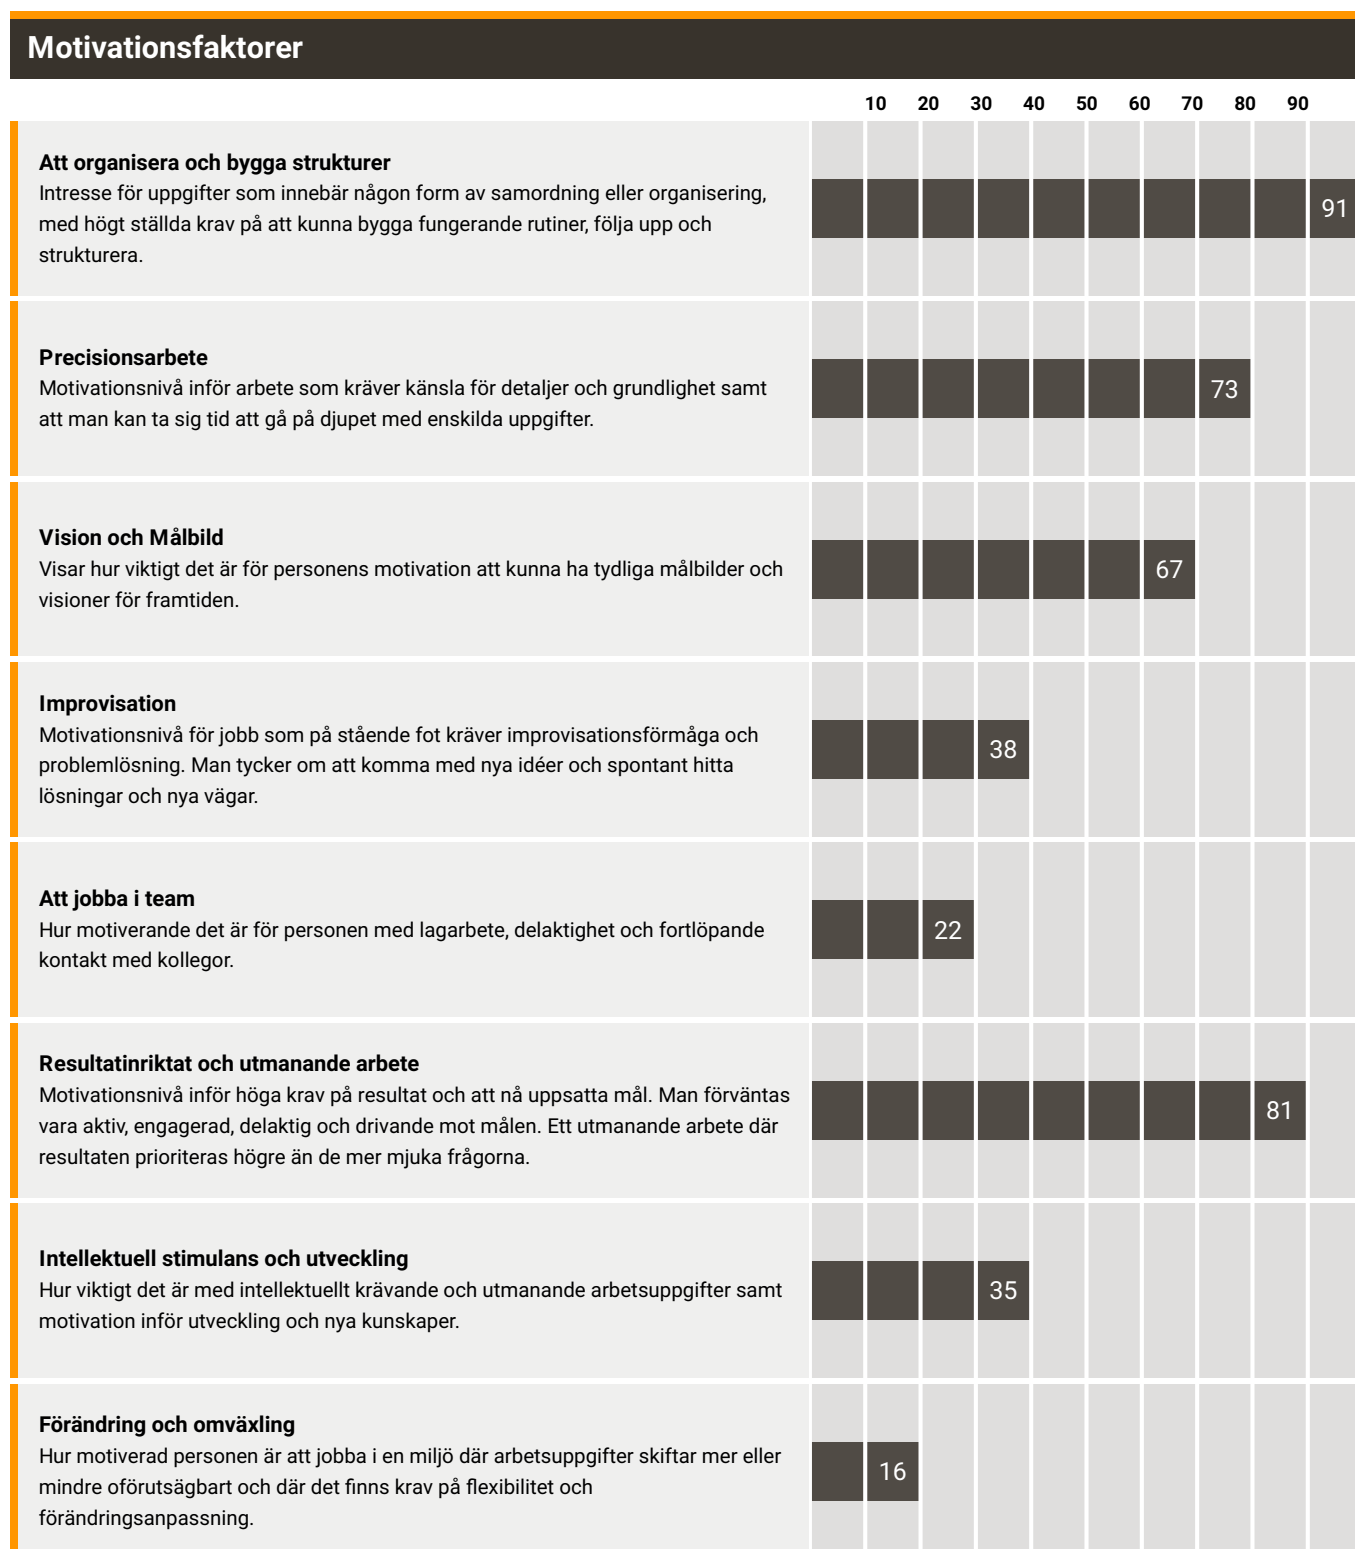 Motivationsfaktorer
10 20 30 40 50 60 70 80 90
Att organisera och bygga strukturer
Intresse för uppgifter som innebär någon form av samordning eller organisering,
med högt ställda krav på att kunna bygga fungerande rutiner, följa upp och
strukturera.
91
Precisionsarbete
Motivationsnivå inför arbete som kräver känsla för detaljer och grundlighet samt
att man kan ta sig tid att gå på djupet med enskilda uppgifter.
73
Vision och Målbild
Visar hur viktigt det är för personens motivation att kunna ha tydliga målbilder och
visioner för framtiden.
67
Improvisation
Motivationsnivå för jobb som på stående fot kräver improvisationsförmåga och
problemlösning. Man tycker om att komma med nya idéer och spontant hitta
lösningar och nya vägar.
38
Att jobba i team
Hur motiverande det är för personen med lagarbete, delaktighet och fortlöpande
kontakt med kollegor.
22
Resultatinriktat och utmanande arbete
Motivationsnivå inför höga krav på resultat och att nå uppsatta mål. Man förväntas
vara aktiv, engagerad, delaktig och drivande mot målen. Ett utmanande arbete där
resultaten prioriteras högre än de mer mjuka frågorna.
81
Intellektuell stimulans och utveckling
Hur viktigt det är med intellektuellt krävande och utmanande arbetsuppgifter samt
motivation inför utveckling och nya kunskaper.
35
Förändring och omväxling
Hur motiverad personen är att jobba i en miljö där arbetsuppgifter skiftar mer eller
mindre oförutsägbart och där det finns krav på flexibilitet och
förändringsanpassning.
16